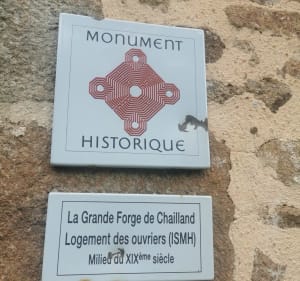 MONUMENT
HISTORIQUE
La Grande Forge de Chailland
Logement des ouvriers (ISMH)
Milieu du XIXème siècle